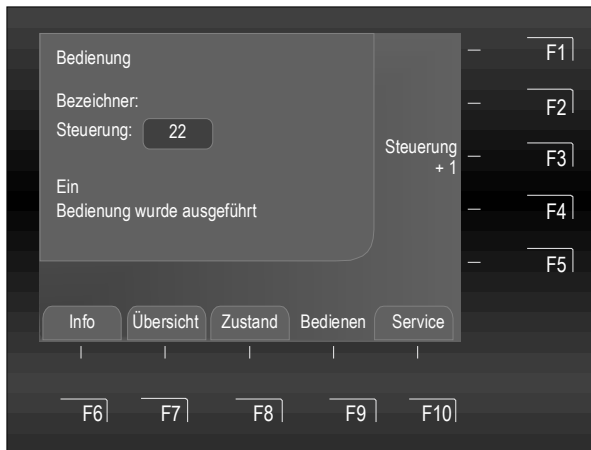 Bedienung
Bezeichner:
Steuerung: 22
Ein
Bedienung wurde ausgeführt
Steuerung
+ 1
F1
F2
F3
F4
F5
Info Übersicht Zustand Bedienen Service
F6 F7 F8 F9 F10